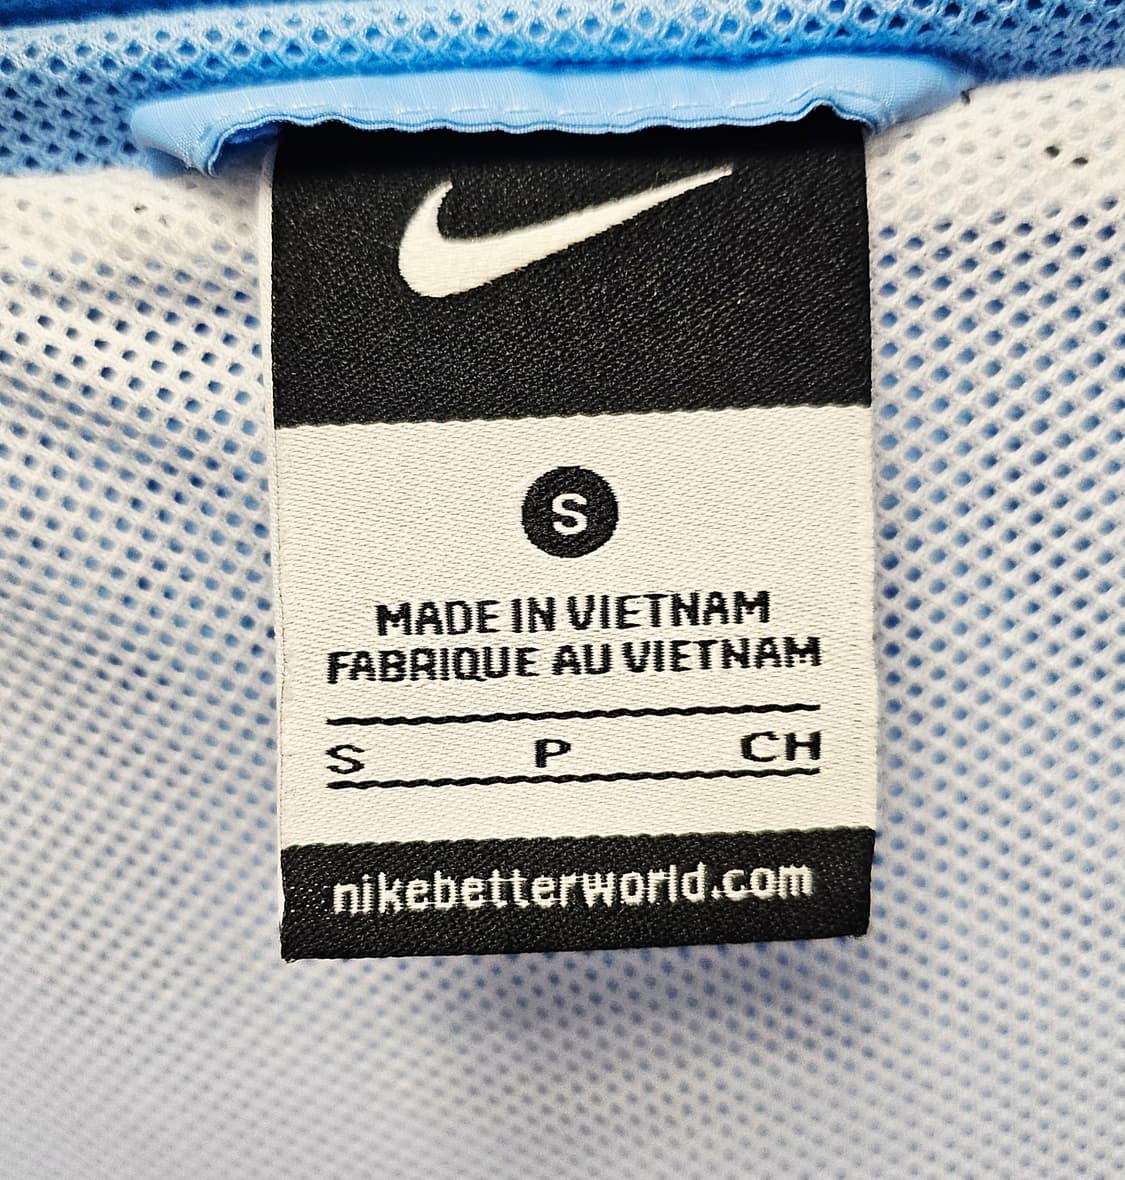 S
MADE IN VIETNAM
FABRIQUE AU VIETNAM
S P CH
nikebetterworld.com